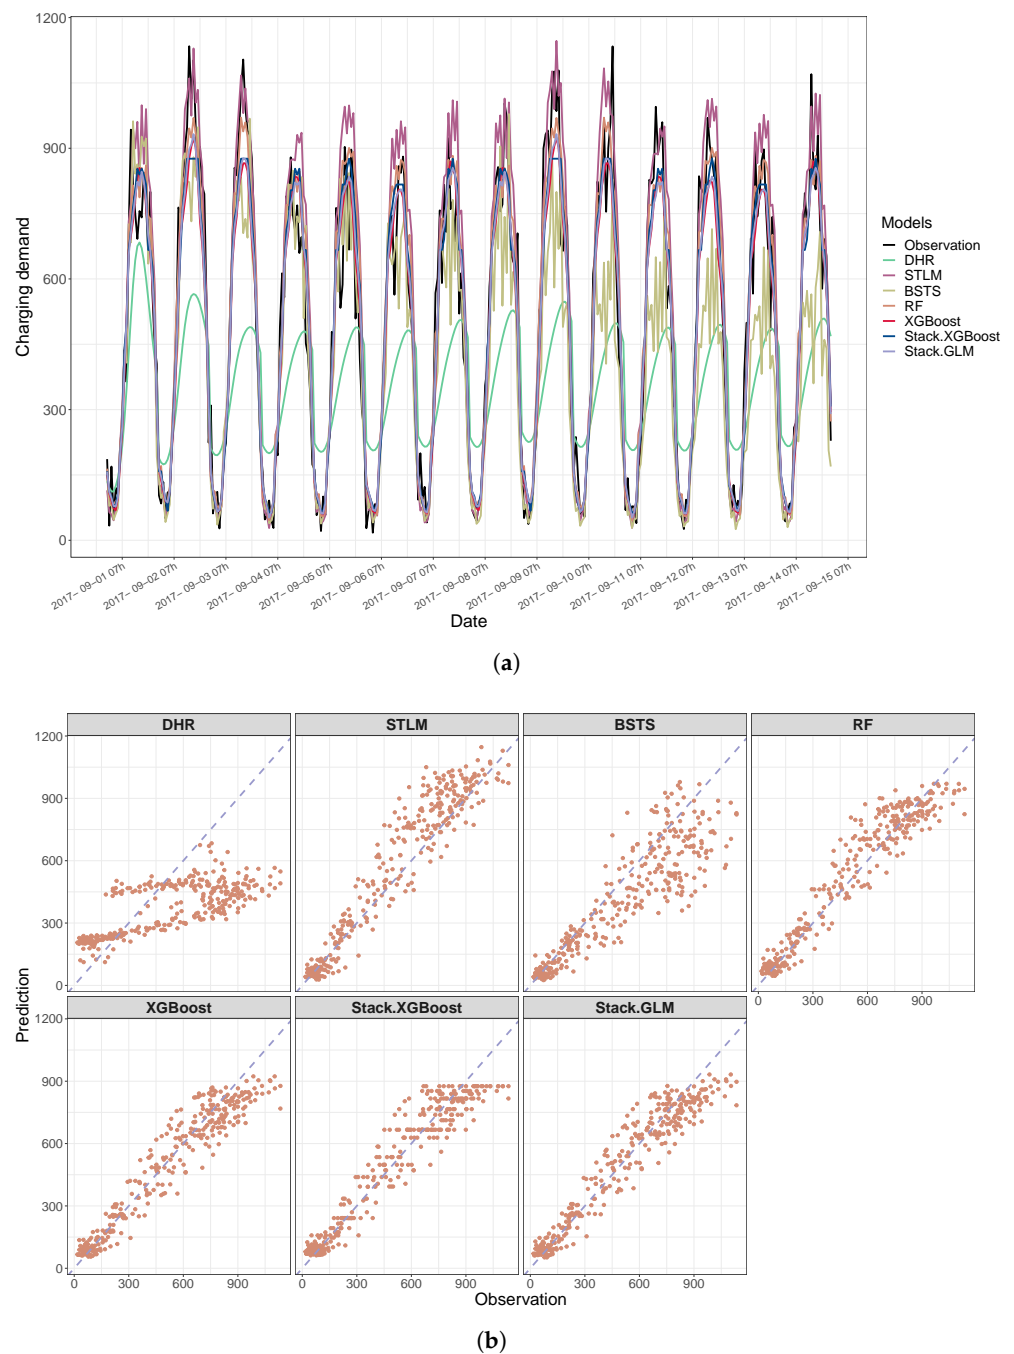 1200
900
600
300
0
Charging demand
2017− 09−01 07h
2017− 09−02 07h
2017− 09−03 07h
2017− 09−04 07h
2017− 09−05 07h
2017− 09−06 07h
2017− 09−07 07h
2017− 09−08 07h
2017− 09−09 07h
2017− 09−10 07h
2017− 09−11 07h
2017− 09−12 07h
2017− 09−13 07h
2017− 09−14 07h
2017− 09−15 07h
Date
Models
Observation
DHR
STLM
BSTS
RF
XGBoost
Stack.XGBoost
Stack.GLM
(a)
DHR STLM BSTS RF
1200
900
600
300
0
0 300 600 900
Prediction
XGBoost Stack.XGBoost Stack.GLM
1200
900
600
300
0
0 300 600 900 0 300 600 900 0 300 600 900
Observation
(b)